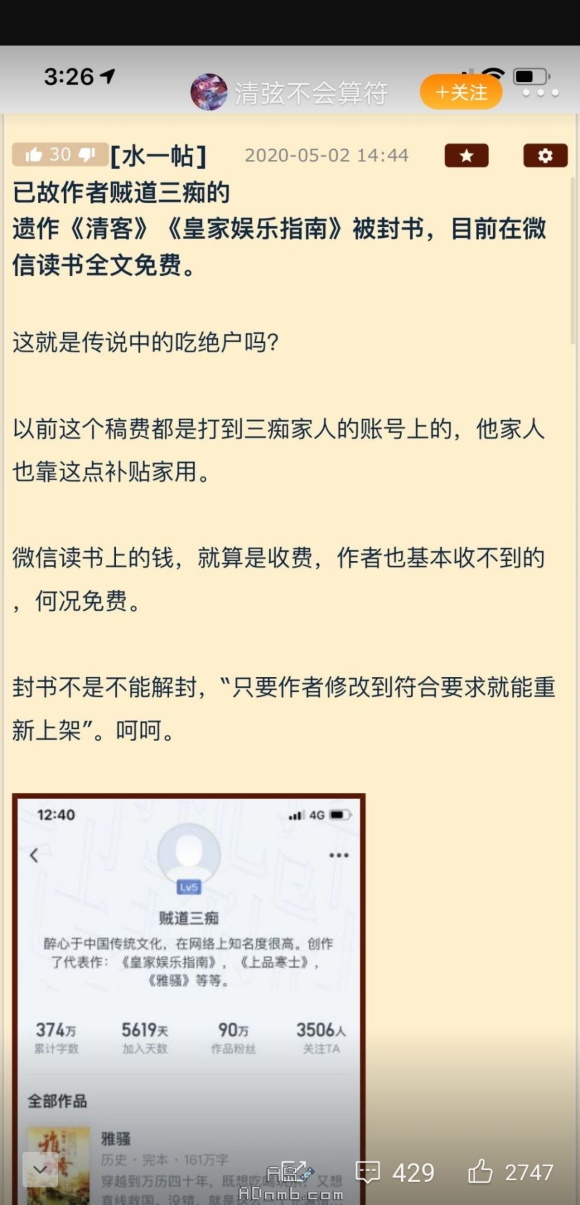 3:26
清弦不会算符
+关注
30
[水一帖]
2020-05-02 14:44
已故作者贼道三痴的
遗作《清客》《皇家娱乐指南》被封书，目前在微
信读书全文免费。
这就是传说中的吃绝户吗？
以前这个稿费都是打到三痴家人的账号上的，他家人
也靠这点补贴家用。
微信读书上的钱，就算是收费，作者也基本收不到的
，何况免费。
封书不是不能解封，“只要作者修改到符合要求就能重
新上架”。呵呵。
12:40
4G
Lv5
贼道三痴
醉心于中国传统文化，在网络上知名度很高。创作
了代表作：《皇家娱乐指南》，《上品寒士》，
《雅骚》等等。
374万
5619天
90万
3506人
累计字数
加入天数
作品粉丝
关注TA
全部作品
雅骚
雅骚
历史·完本·161万字
穿越到万历四十年，既想吃喝玩乐，又想
429
2747
ADnmb.com